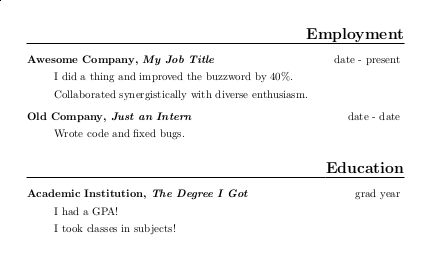 Employment
Awesome Company, My Job Title date - present
I did a thing and improved the buzzword by 40%.
Collaborated synergistically with diverse enthusiasm.
Old Company, Just an Intern date - date
Wrote code and fixed bugs.
Education
Academic Institution, The Degree I Got grad year
I had a GPA!
I took classes in subjects!